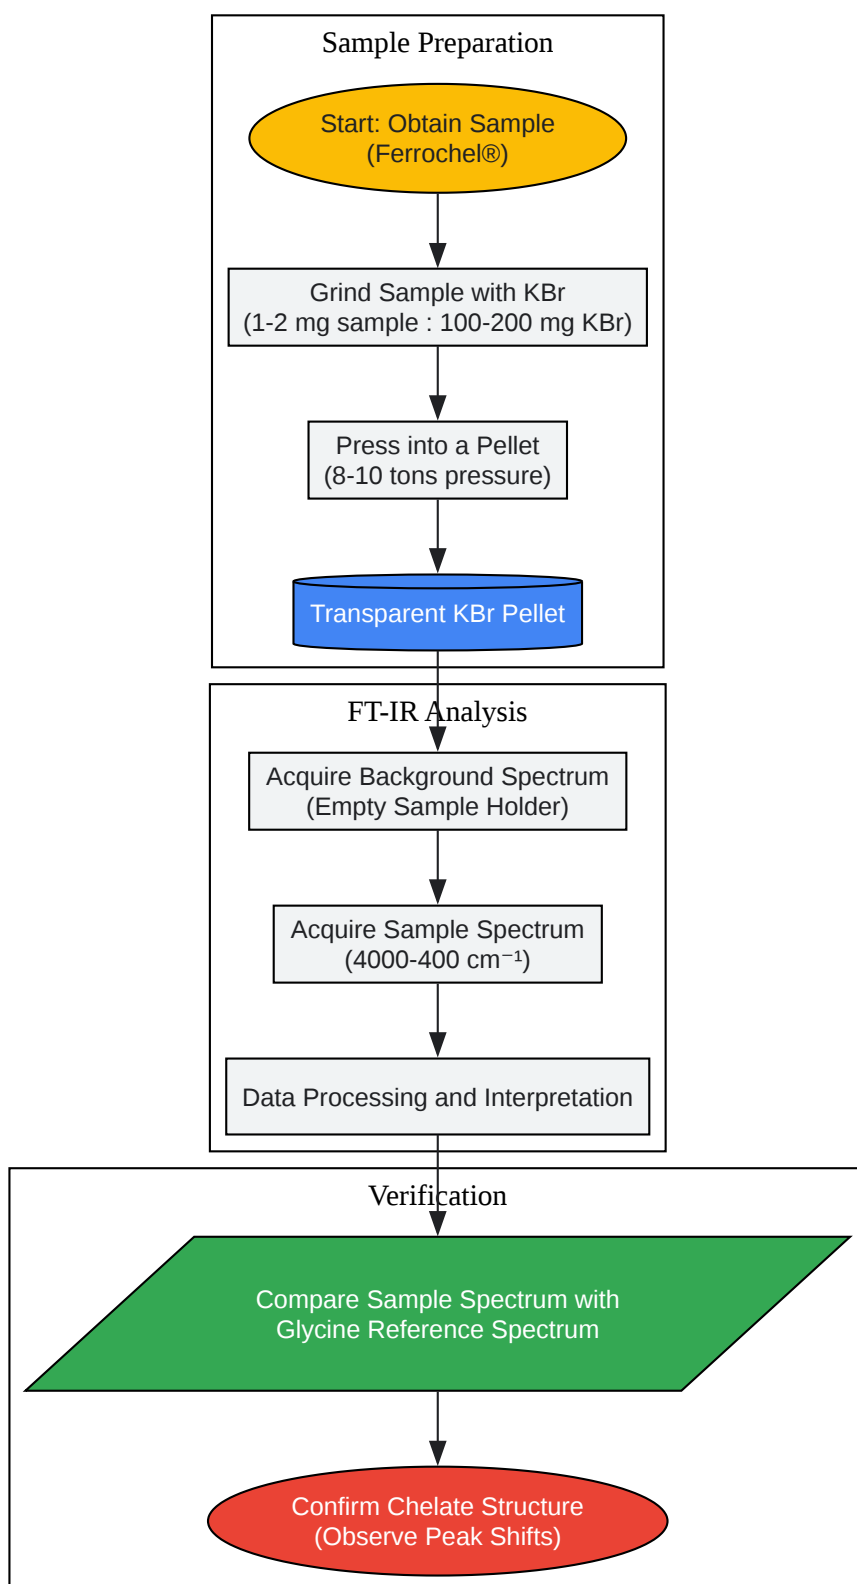 Sample Preparation
Start: Obtain Sample
(Ferrochel®)
Grind Sample with KBr
(1-2 mg sample : 100-200 mg KBr)
Press into a Pellet
(8-10 tons pressure)
Transparent KBr Pellet
FT-IR Analysis
Acquire Background Spectrum
(Empty Sample Holder)
Acquire Sample Spectrum
(4000-400 cm⁻¹)
Data Processing and Interpretation
Verification
Compare Sample Spectrum with
Glycine Reference Spectrum
Confirm Chelate Structure
(Observe Peak Shifts)